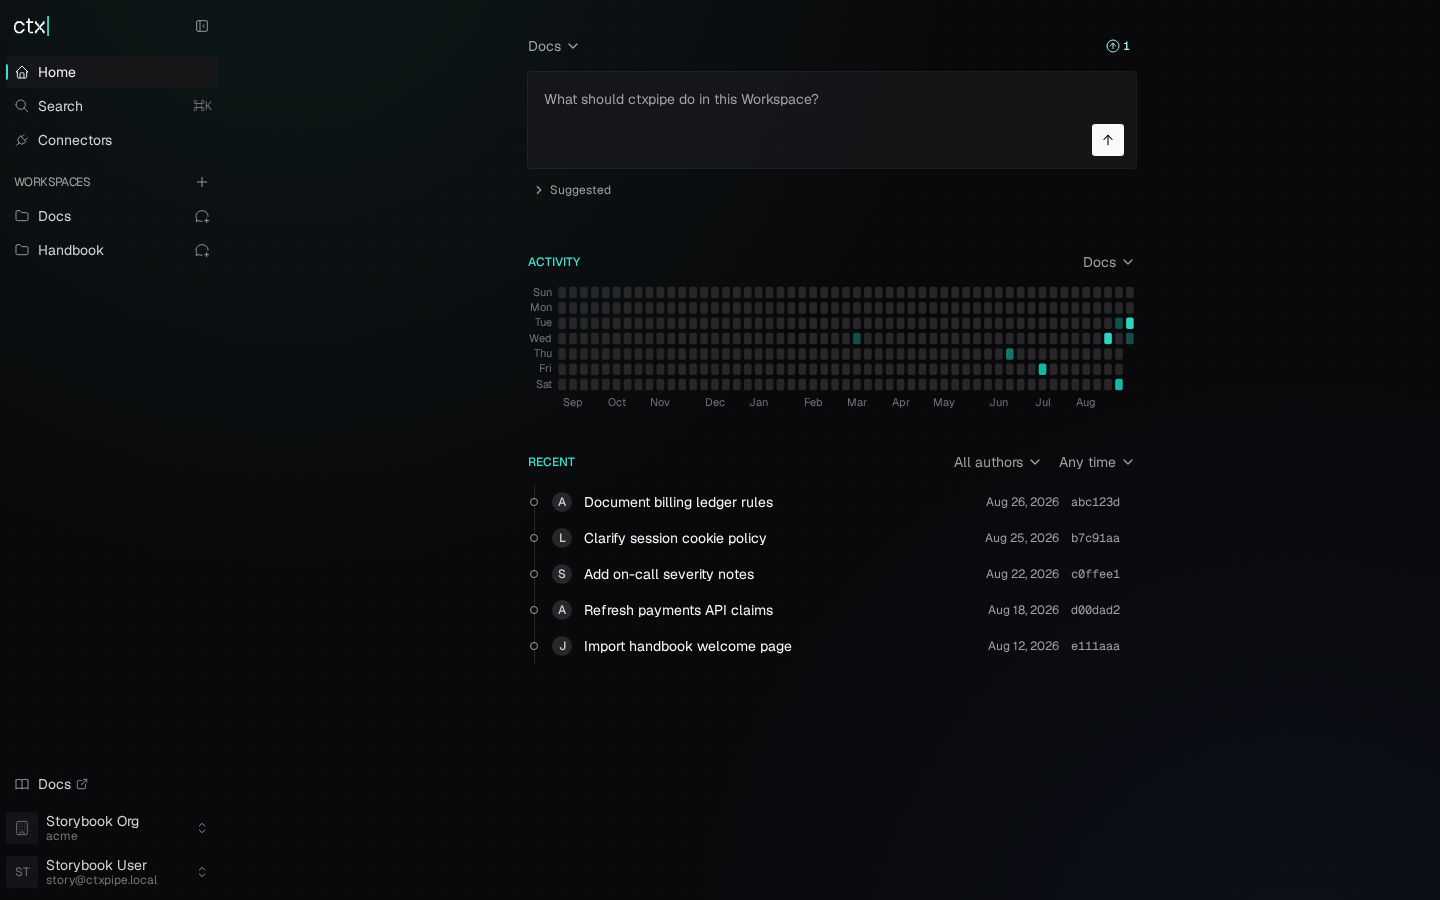 ctx
Home
Search ⌘K
Connectors
WORKSPACES
Docs
Handbook
Docs
Storybook Org
acme
ST
Storybook User
story@ctxpipe.local
Docs
1
What should ctxpipe do in this Workspace?
Suggested
ACTIVITY
Docs
Sun
Mon
Tue
Wed
Thu
Fri
Sat
Sep Oct Nov Dec Jan Feb Mar Apr May Jun Jul Aug
RECENT
All authors
Any time
A Document billing ledger rules Aug 26, 2026 abc123d
L Clarify session cookie policy Aug 25, 2026 b7c91aa
S Add on-call severity notes Aug 22, 2026 c0ffee1
A Refresh payments API claims Aug 18, 2026 d00dad2
J Import handbook welcome page Aug 12, 2026 e111aaa